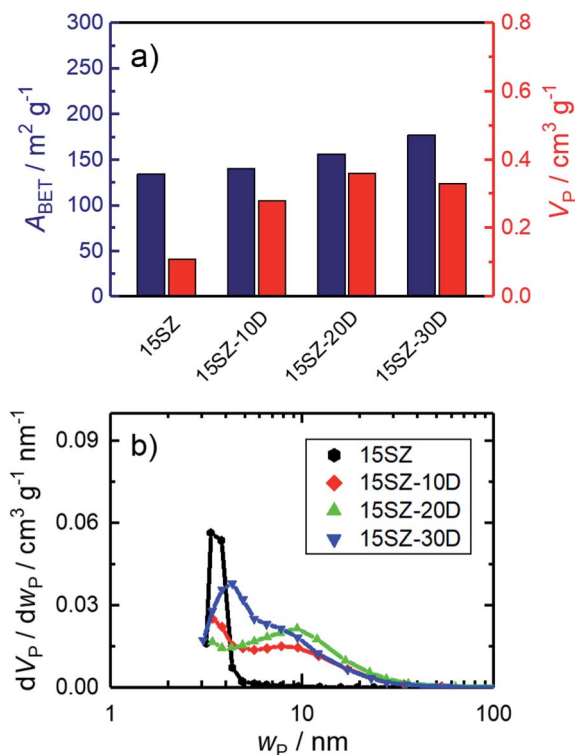 a)
300
250
200
150
100
50
0
A_BET / m² g⁻¹
0.8
0.6
0.4
0.2
0.0
V_P / cm³ g⁻¹
15SZ
15SZ-10D
15SZ-20D
15SZ-30D
b)
0.09
0.06
0.03
0.00
dV_P / dw_P / cm³ g⁻¹ nm⁻¹
15SZ
15SZ-10D
15SZ-20D
15SZ-30D
1
10
100
w_P / nm